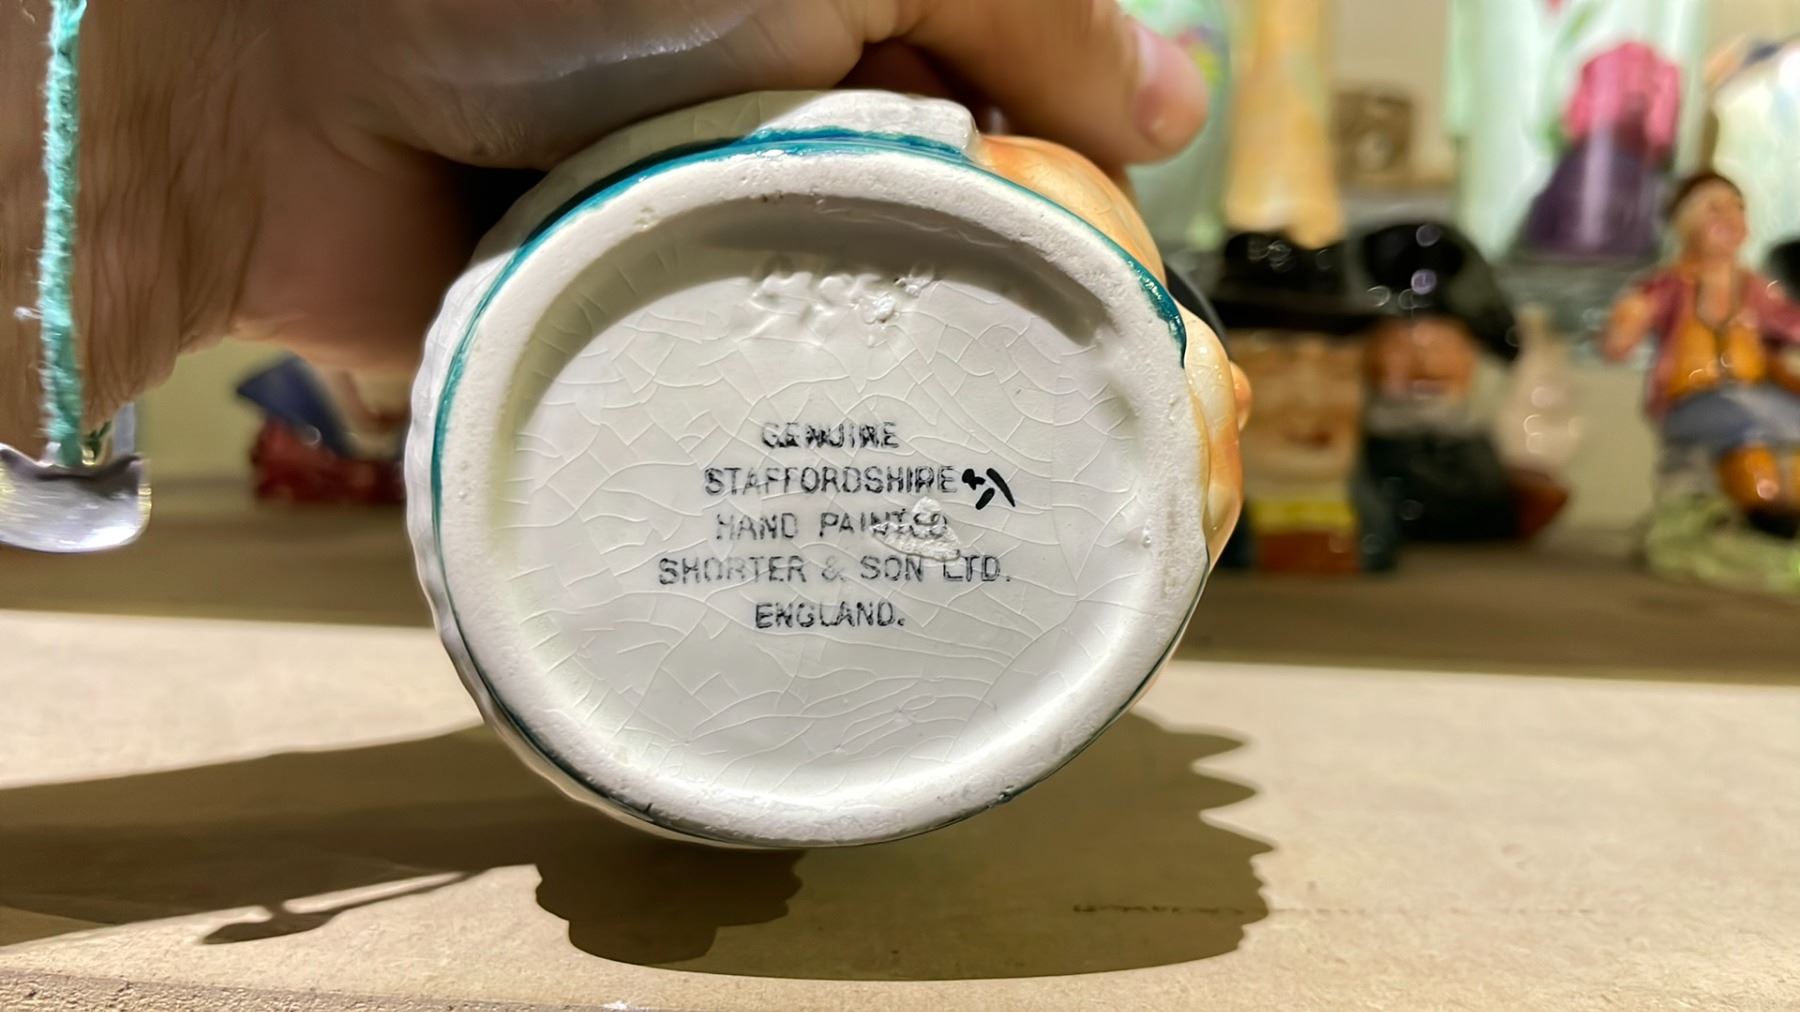 GENUINE
STAFFORDSHIRE
HAND PAINTED
SHORTER & SON LTD.
ENGLAND.